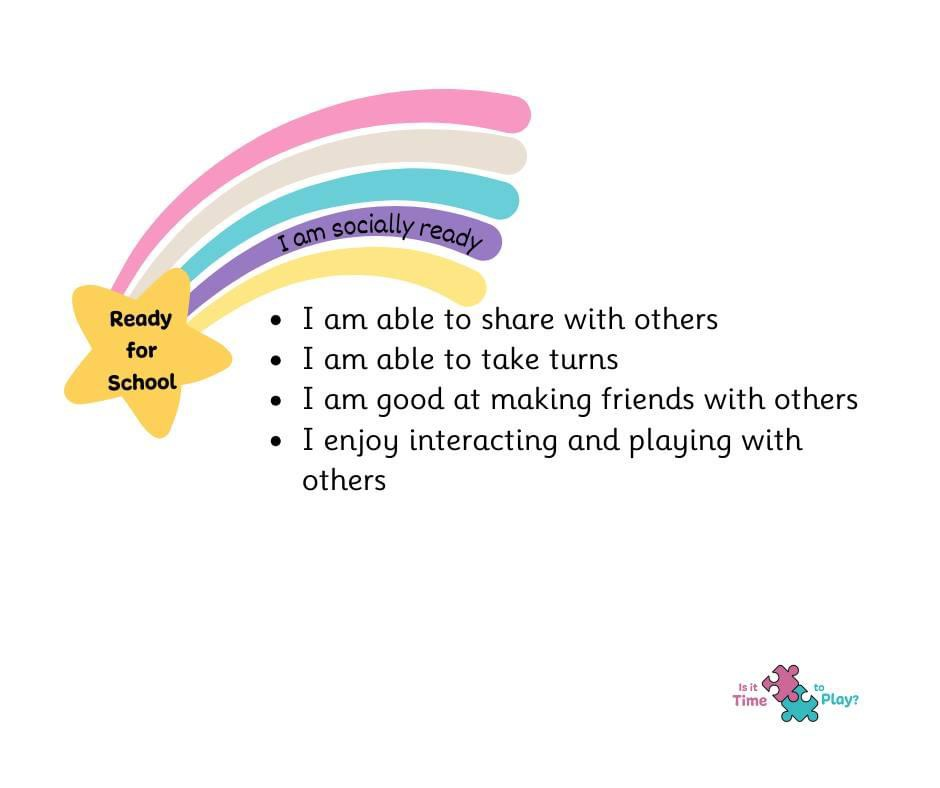 I am socially ready
Ready
for
School
• I am able to share with others
• I am able to take turns
• I am good at making friends with others
• I enjoy interacting and playing with
others
Is it
Time
to
Play?